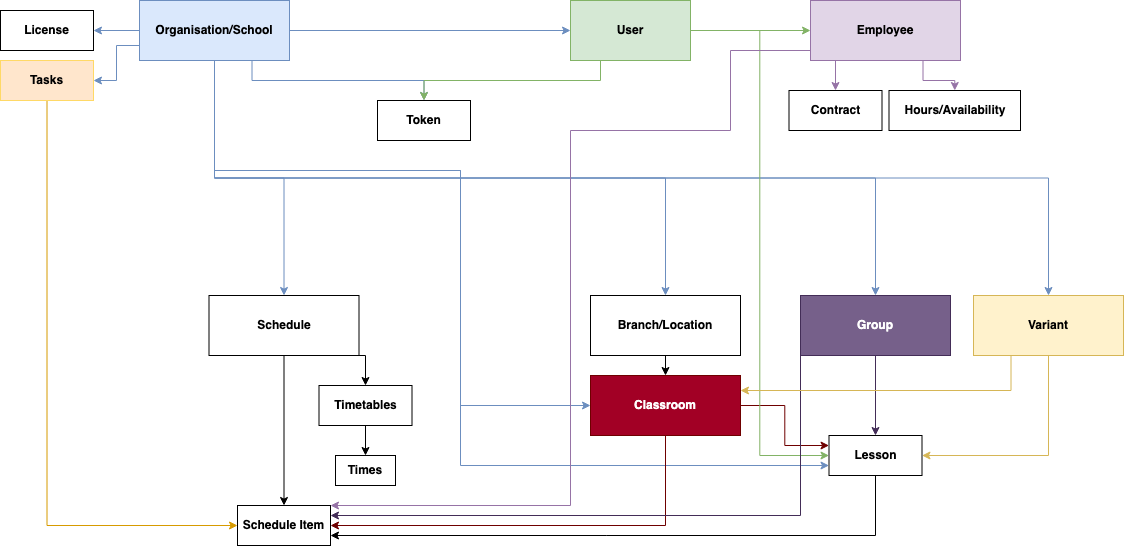 License
Organisation/School
User
Employee
Tasks
Token
Contract
Hours/Availability
Schedule
Branch/Location
Group
Variant
Timetables
Classroom
Lesson
Times
Schedule Item